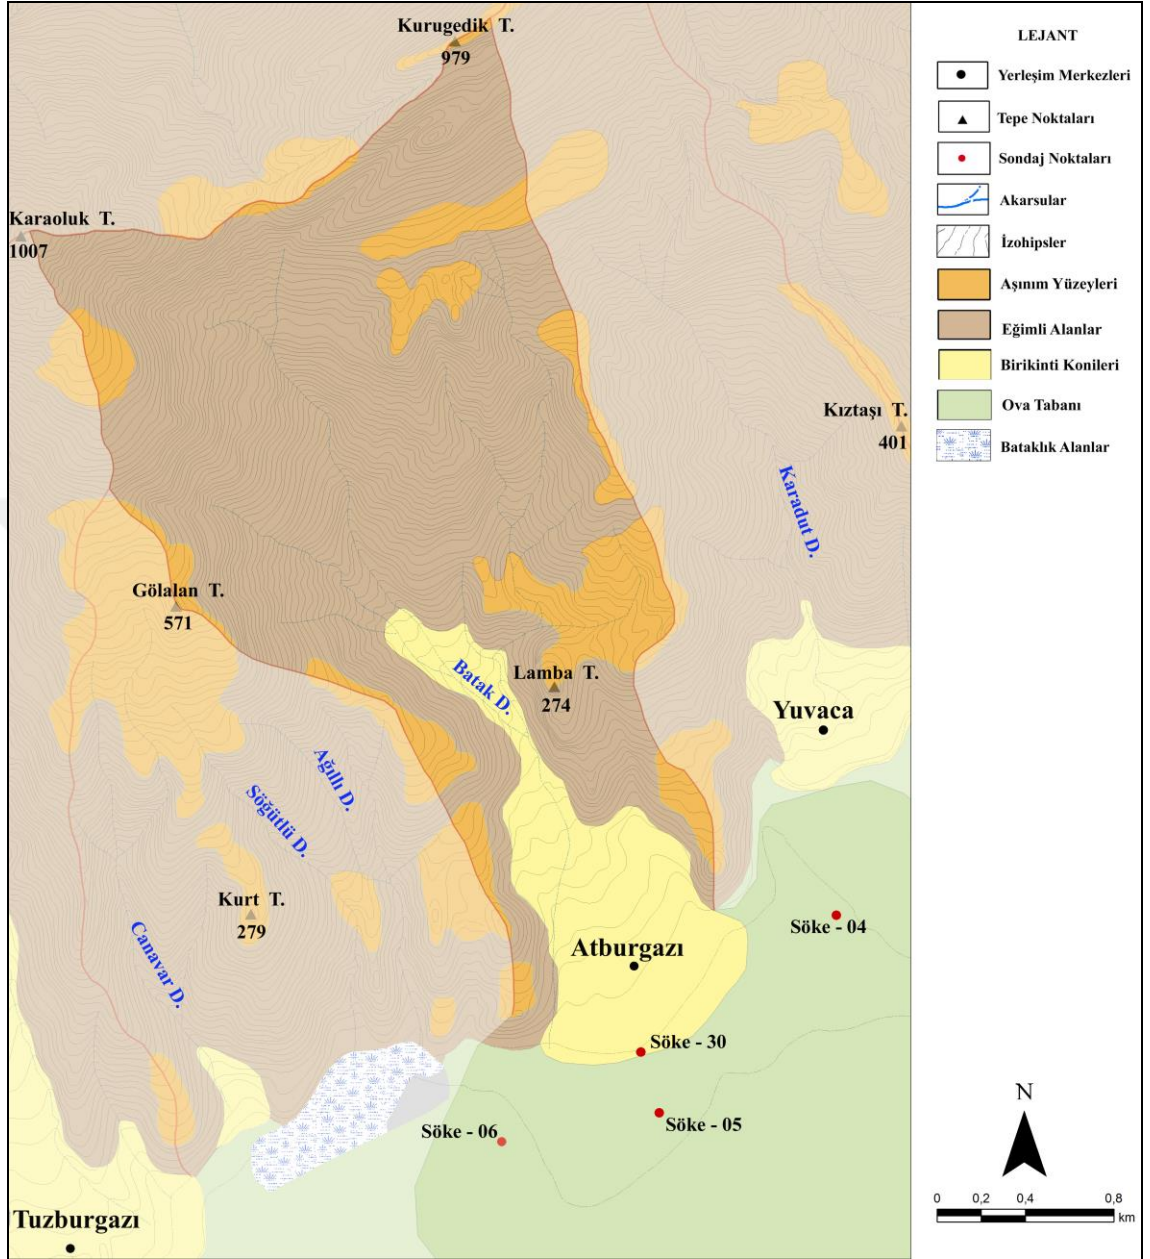 Kurugedik T.
979
Karaoluk T.
1007
Kıztaşı T.
401
Karadut D.
Gölalan T.
571
Batak D.
Lamba T.
274
Yuvaca
Ağıllı D.
Söğütlü D.
Kurt T.
279
Canavar D.
Söke - 04
Atburgazı
Söke - 30
Söke - 05
Söke - 06
Tuzburgazı
LEJANT
Yerleşim Merkezleri
Tepe Noktaları
Sondaj Noktaları
Akarsular
İzohipsler
Aşınım Yüzeyleri
Eğimli Alanlar
Birikinti Konileri
Ova Tabanı
Bataklık Alanlar
N
0 0,2 0,4 0,8
km